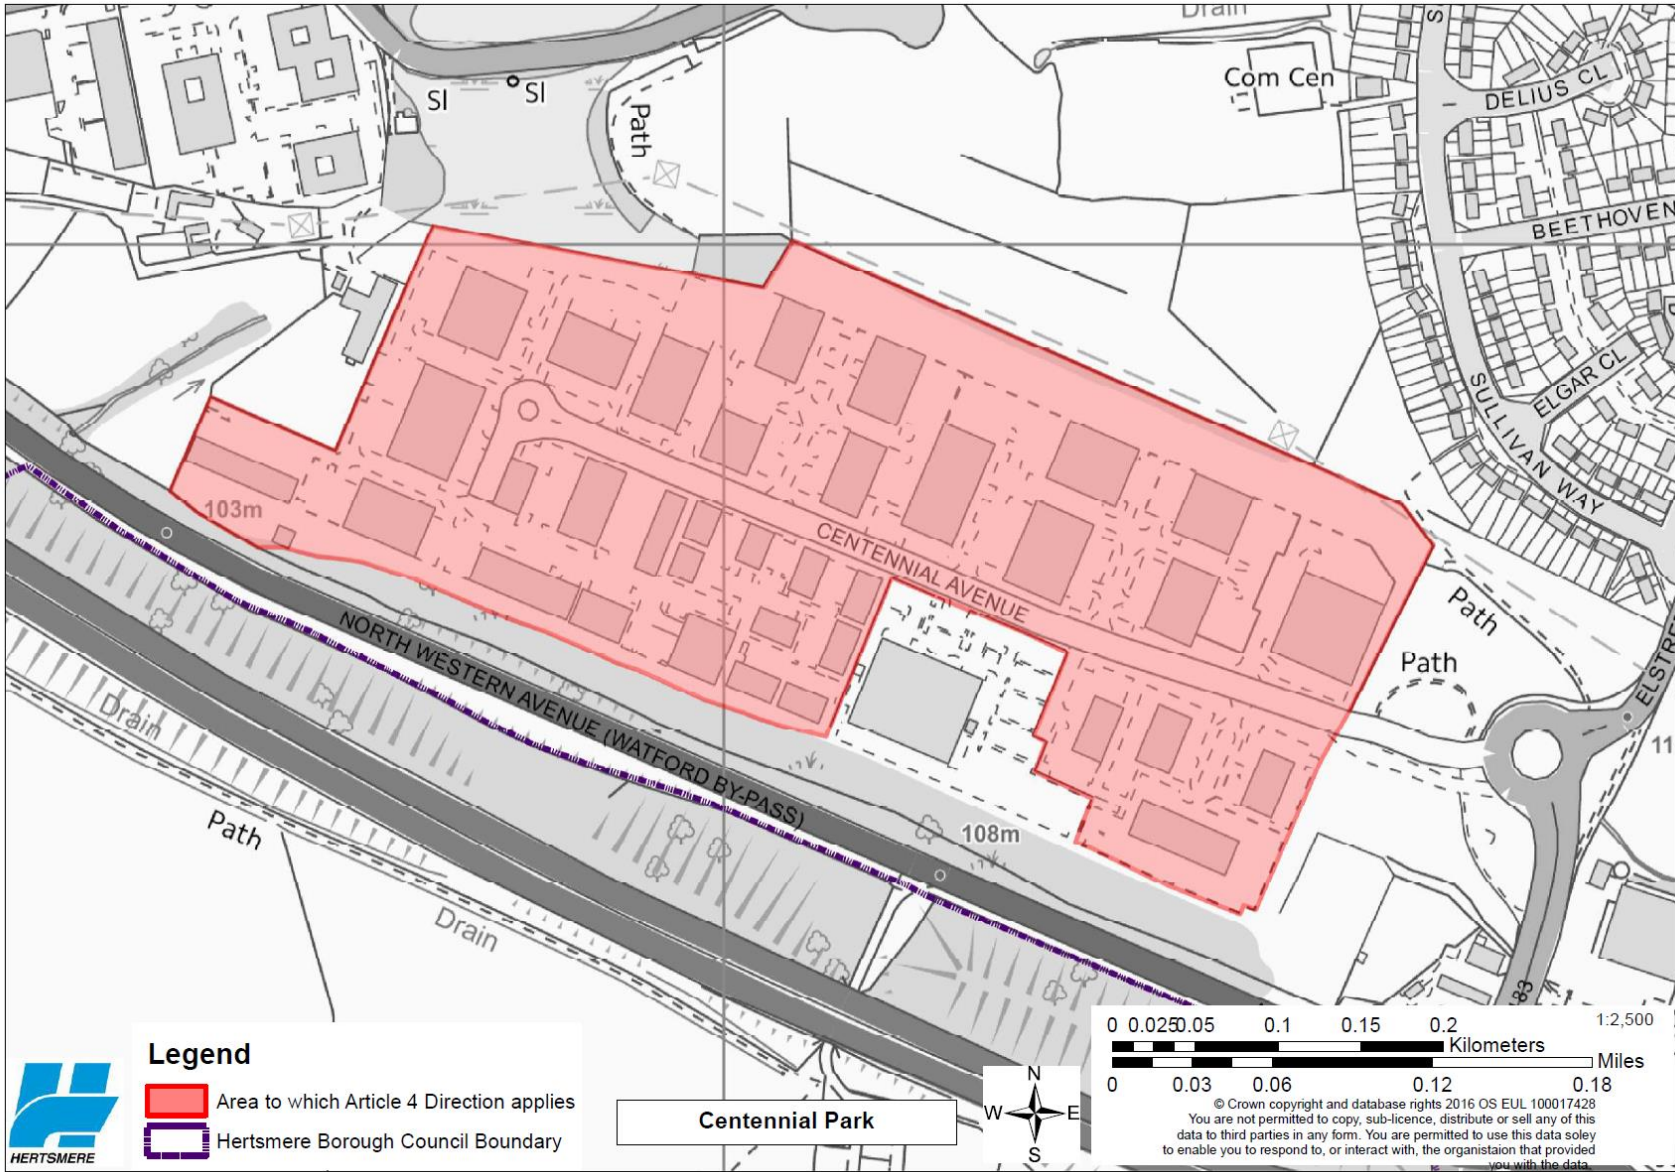 Drain
S
Com Cen
DELIUS CL
SI
SI
Path
BEETHOVEN
ELGAR CL
SULLIVAN WAY
103m
CENTENNIAL AVENUE
Path
Path
ELSTR
NORTH WESTERN AVENUE (WATFORD BY-PASS)
11
Drain
Path
108m
Drain
83
Legend
Area to which Article 4 Direction applies
Hertsmere Borough Council Boundary
HERTSMERE
Centennial Park
N
W E
S
0 0.025 0.05 0.1 0.15 0.2
1:2,500
Kilometers
Miles
0 0.03 0.06 0.12 0.18
© Crown copyright and database rights 2016 OS EUL 100017428
You are not permitted to copy, sub-licence, distribute or sell any of this
data to third parties in any form. You are permitted to use this data soley
to enable you to respond to, or interact with, the organistaion that provided
you with the data.